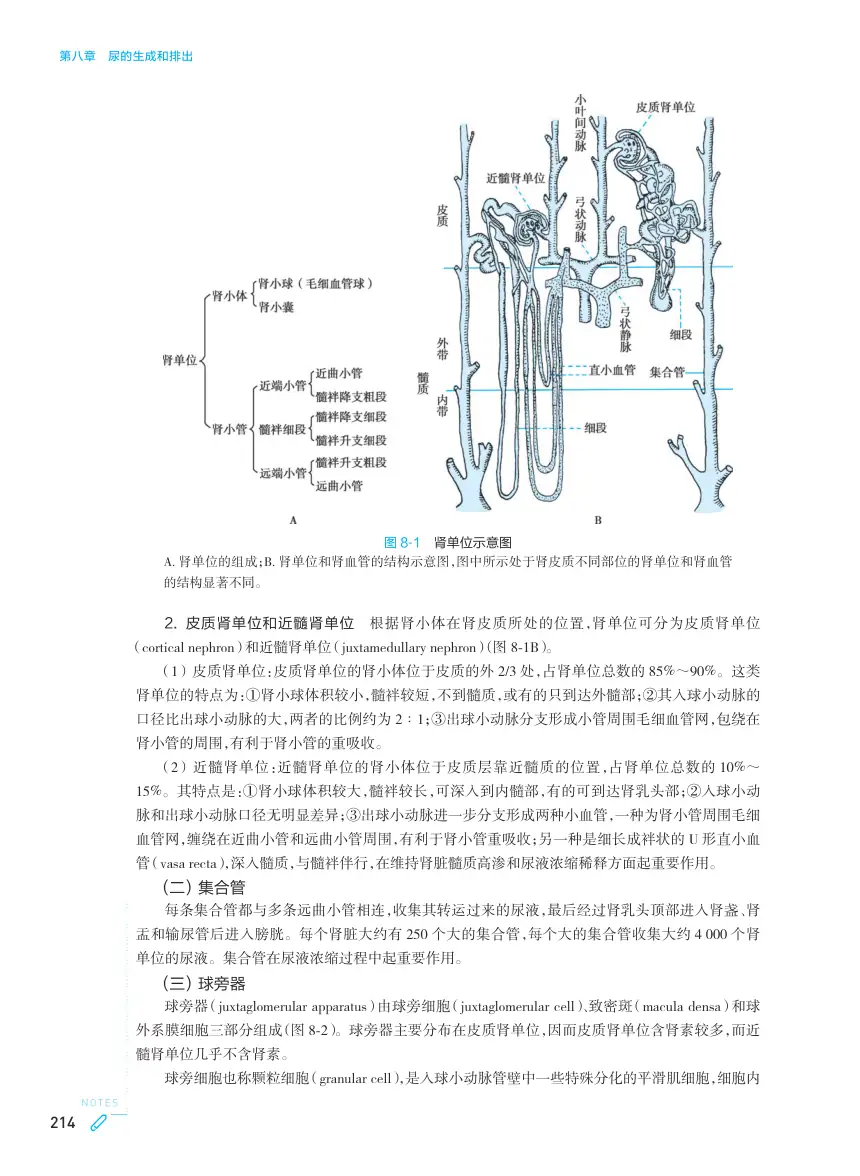 第八章 尿的生成和排出
肾单位
肾小体
肾小球（毛细血管球）
肾小囊
肾小管
近端小管
近曲小管
髓袢降支粗段
髓袢细段
髓袢降支细段
髓袢升支细段
远端小管
髓袢升支粗段
远曲小管
A
小叶间动脉
皮质肾单位
近髓肾单位
皮质
弓状动脉
弓状静脉
细段
外带
髓质
内带
直小血管
集合管
细段
B
图 8-1 肾单位示意图
A. 肾单位的组成；B. 肾单位和肾血管的结构示意图，图中所示处于肾皮质不同部位的肾单位和肾血管
的结构显著不同。
2. 皮质肾单位和近髓肾单位 根据肾小体在肾皮质所处的位置，肾单位可分为皮质肾单位
（cortical nephron）和近髓肾单位（juxtamedullary nephron）（图 8-1B）。
（1）皮质肾单位：皮质肾单位的肾小体位于皮质的外 2/3 处，占肾单位总数的 85%～90%。这类
肾单位的特点为：①肾小球体积较小，髓袢较短，不到髓质，或有的只到达外髓部；②其入球小动脉的
口径比出球小动脉的大，两者的比例约为 2∶1；③出球小动脉分支形成小管周围毛细血管网，包绕在
肾小管的周围，有利于肾小管的重吸收。
（2）近髓肾单位：近髓肾单位的肾小体位于皮质层靠近髓质的位置，占肾单位总数的 10%～
15%。其特点是：①肾小球体积较大，髓袢较长，可深入到内髓部，有的可到达肾乳头部；②入球小动
脉和出球小动脉口径无明显差异；③出球小动脉进一步分支形成两种小血管，一种为肾小管周围毛细
血管网，缠绕在近曲小管和远曲小管周围，有利于肾小管重吸收；另一种是细长成袢状的 U 形直小血
管（vasa recta），深入髓质，与髓袢伴行，在维持肾脏髓质高渗和尿液浓缩稀释方面起重要作用。
（二）集合管
每条集合管都与多条远曲小管相连，收集其转运过来的尿液，最后经过肾乳头顶部进入肾盏、肾
盂和输尿管后进入膀胱。每个肾脏大约有 250 个大的集合管，每个大的集合管收集大约 4 000 个肾
单位的尿液。集合管在尿液浓缩过程中起重要作用。
（三）球旁器
球旁器（juxtaglomerular apparatus）由球旁细胞（juxtaglomerular cell）、致密斑（macula densa）和球
外系膜细胞三部分组成（图 8-2）。球旁器主要分布在皮质肾单位，因而皮质肾单位含肾素较多，而近
髓肾单位几乎不含肾素。
球旁细胞也称颗粒细胞（granular cell），是入球小动脉管壁中一些特殊分化的平滑肌细胞，细胞内
NOTES
214